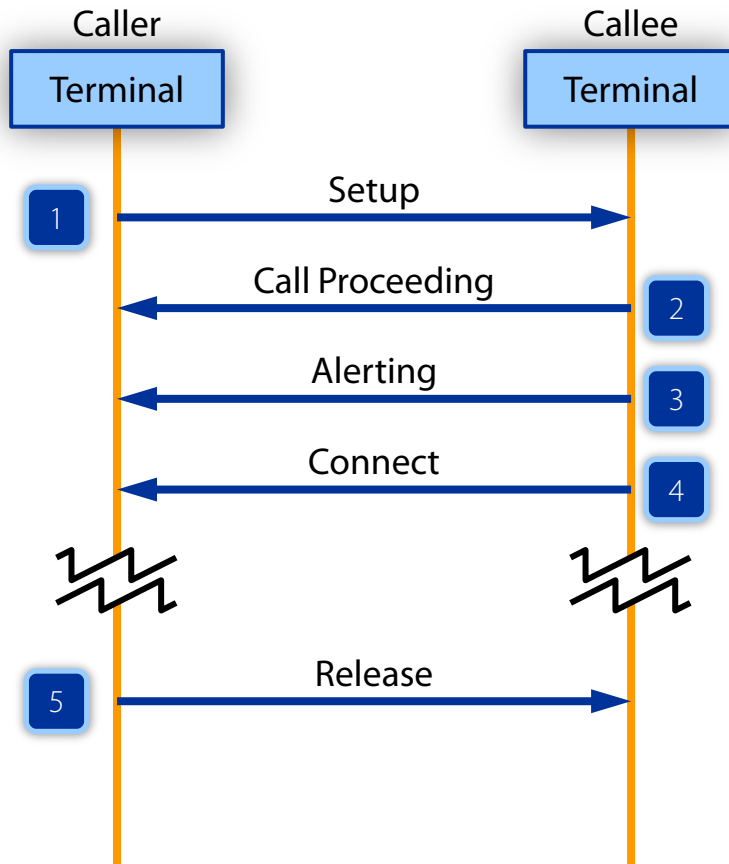 Caller
Callee
Terminal
Terminal
Setup
1
Call Proceeding
2
Alerting
3
Connect
4
Release
5